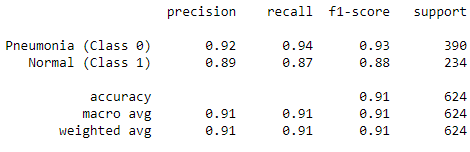 precision recall f1-score support
Pneumonia (Class 0) 0.92 0.94 0.93 390
Normal (Class 1) 0.89 0.87 0.88 234
accuracy 0.91 624
macro avg 0.91 0.91 0.91 624
weighted avg 0.91 0.91 0.91 624